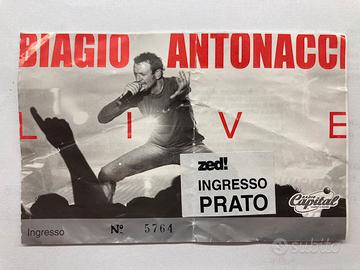 BIAGIO ANTONACCI
LIVE
zed!
INGRESSO
PRATO
Capital
Ingresso
Nº 5764
subito